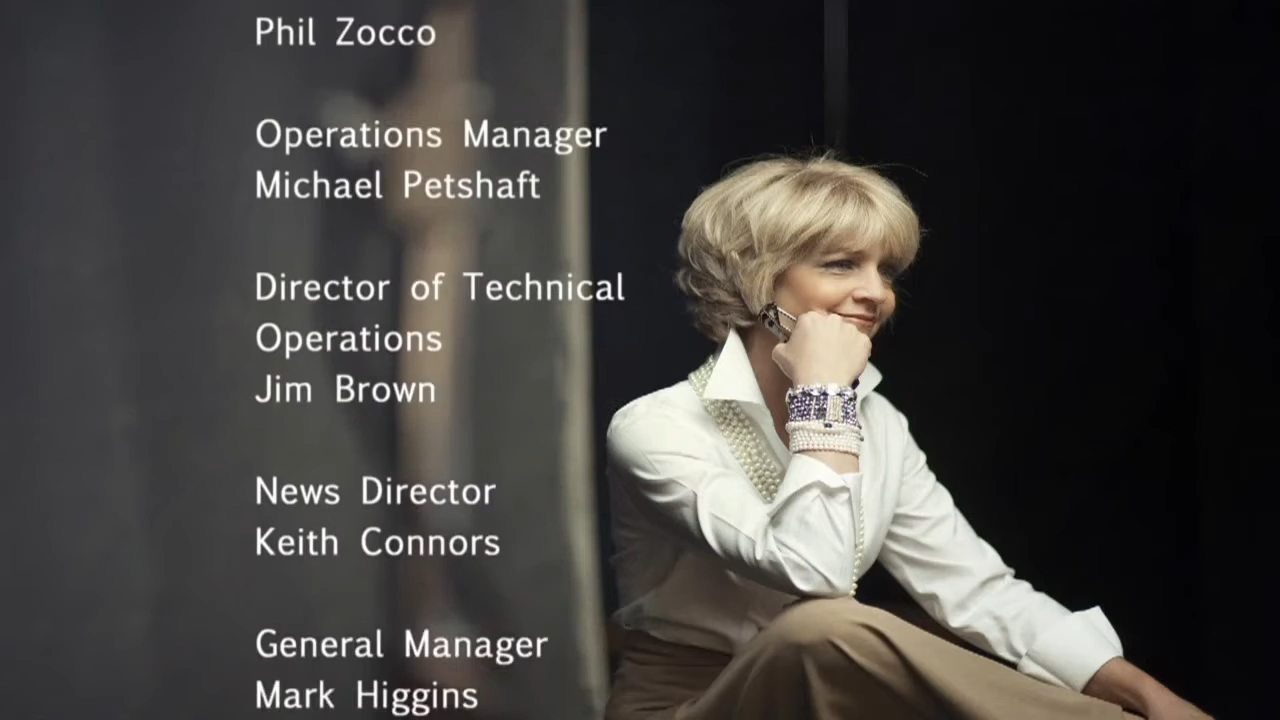 Phil Zocco
Operations Manager
Michael Petshaft
Director of Technical
Operations
Jim Brown
News Director
Keith Connors
General Manager
Mark Higgins